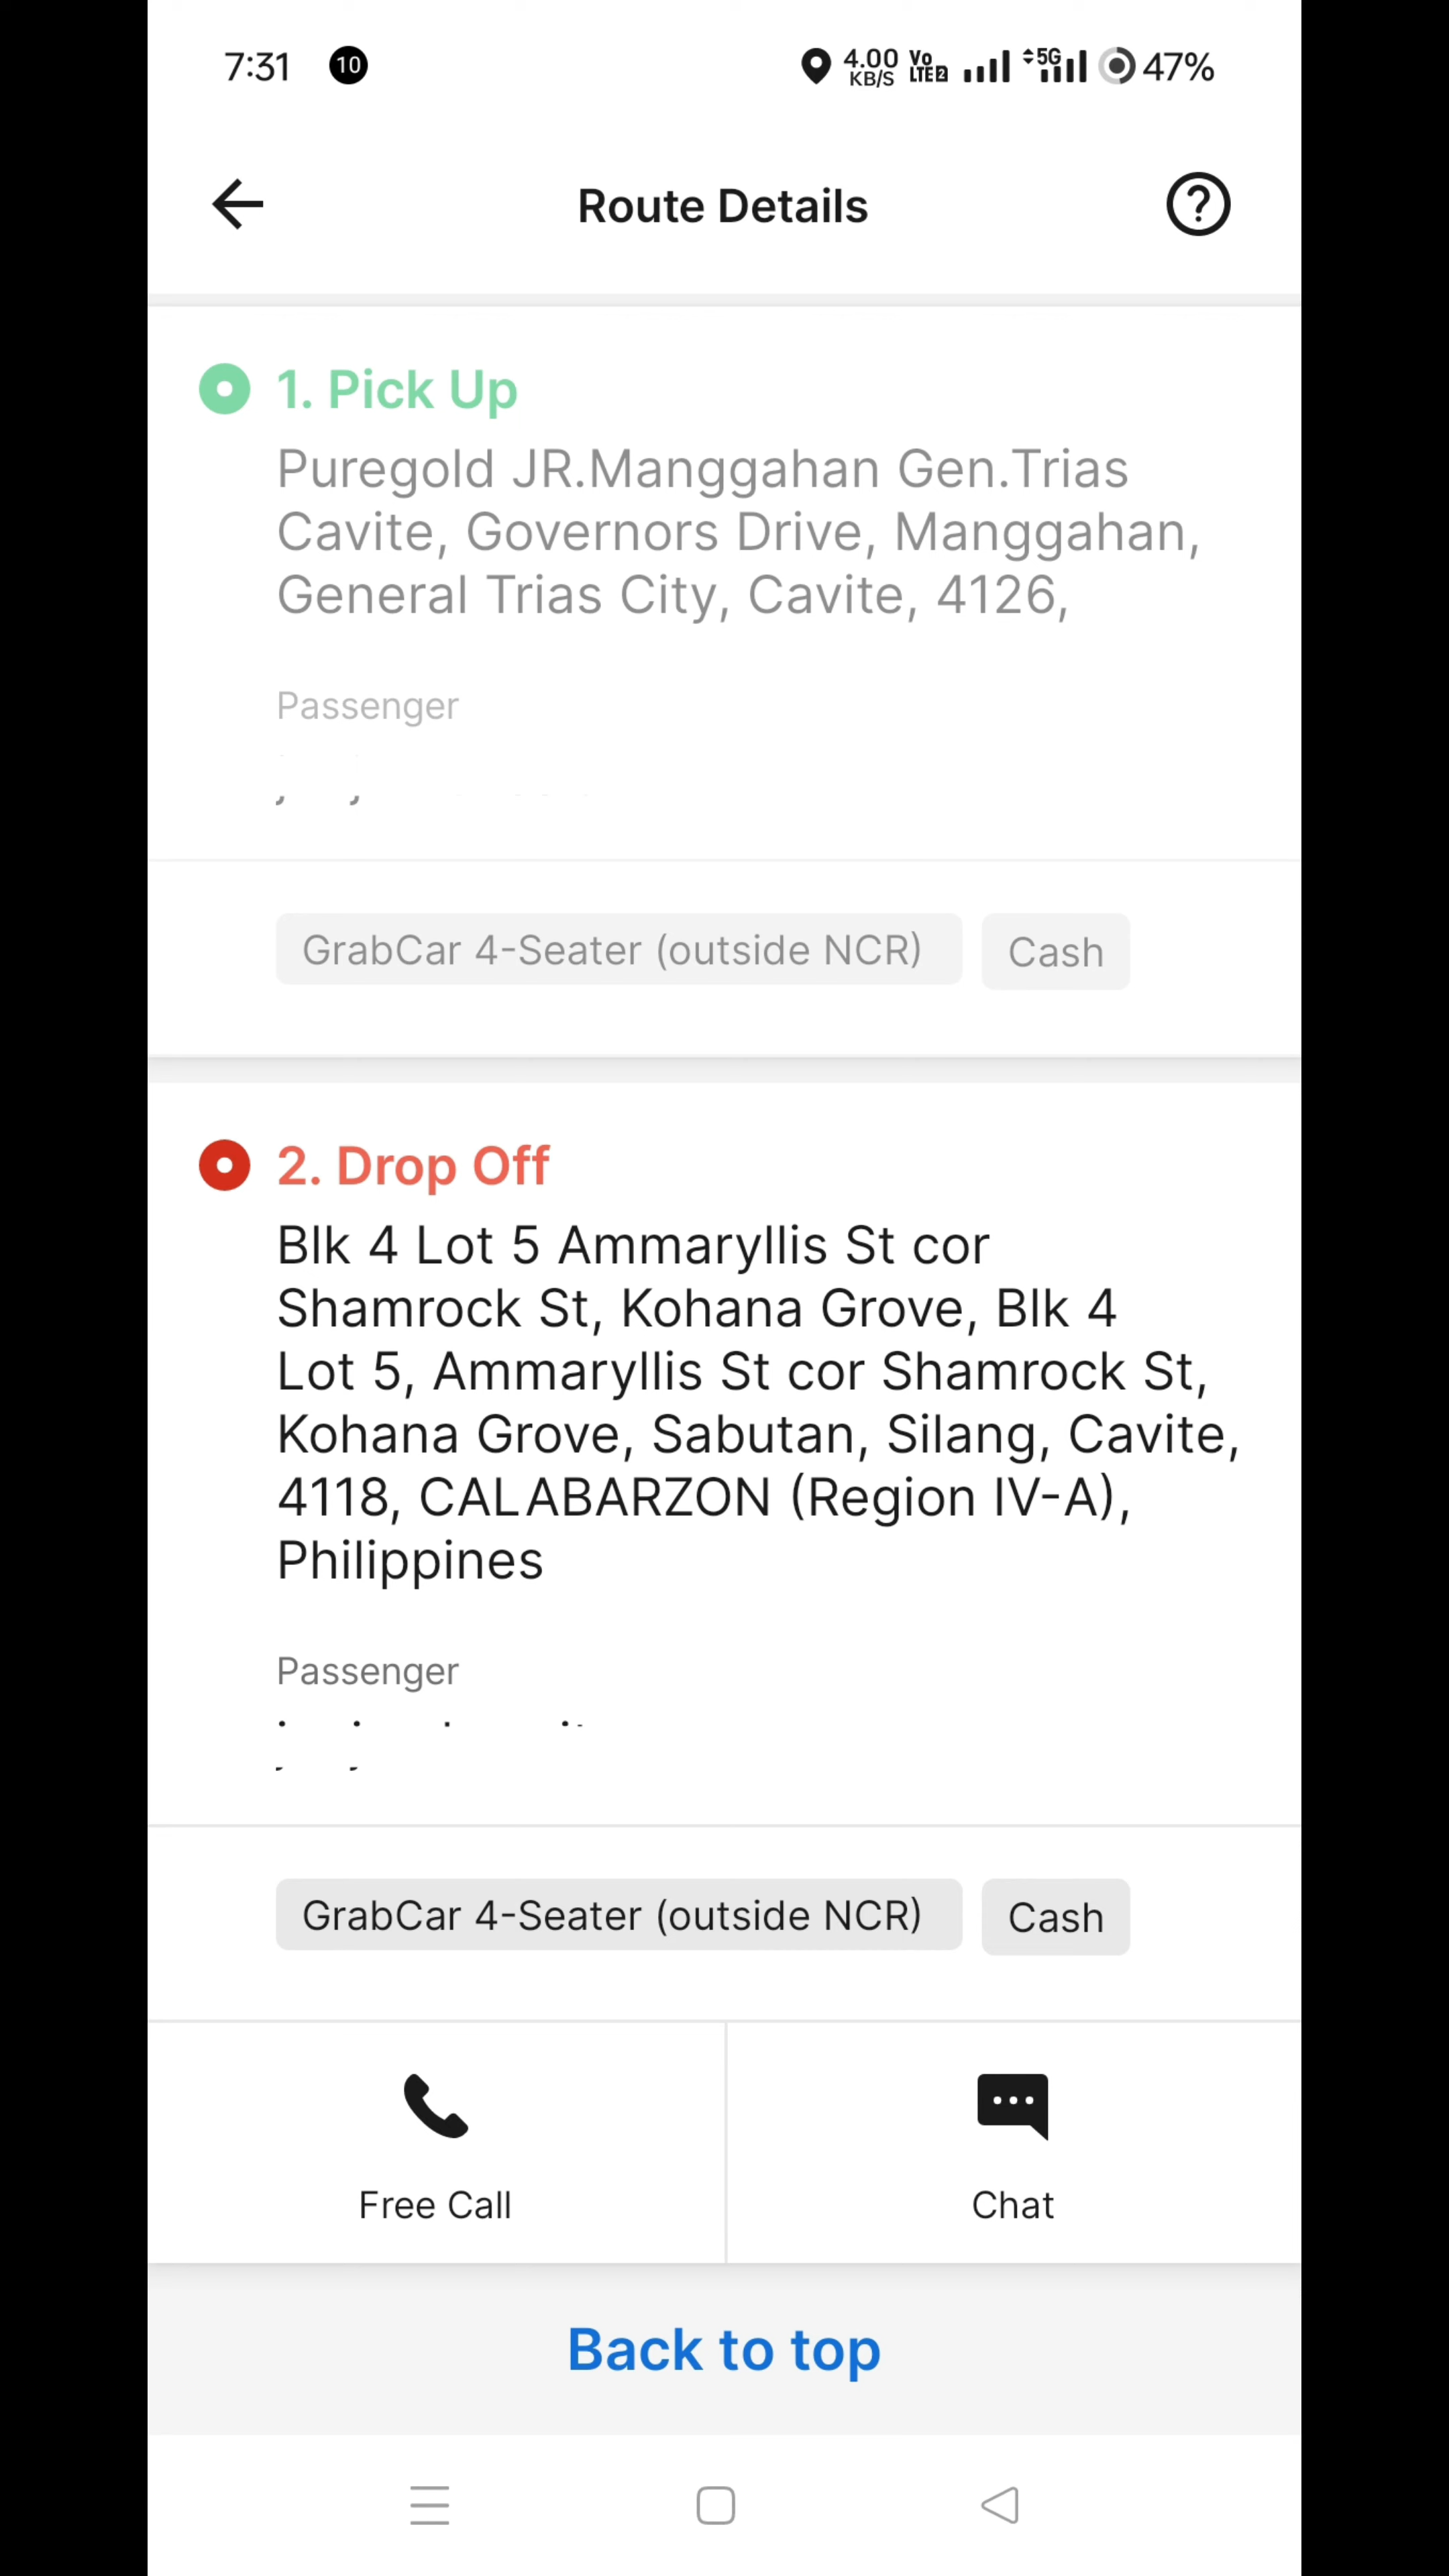 7:31 10 4.00 KB/S Vo LTE2 5G 47%
Route Details
1. Pick Up
Puregold JR.Manggahan Gen.Trias
Cavite, Governors Drive, Manggahan,
General Trias City, Cavite, 4126,
Passenger
GrabCar 4-Seater (outside NCR) Cash
2. Drop Off
Blk 4 Lot 5 Ammaryllis St cor
Shamrock St, Kohana Grove, Blk 4
Lot 5, Ammaryllis St cor Shamrock St,
Kohana Grove, Sabutan, Silang, Cavite,
4118, CALABARZON (Region IV-A),
Philippines
Passenger
GrabCar 4-Seater (outside NCR) Cash
Free Call Chat
Back to top